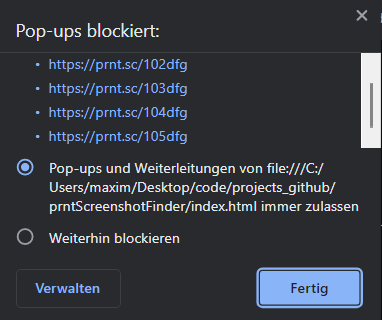 Pop-ups blockiert:
• https://prnt.sc/102dfg
• https://prnt.sc/103dfg
• https://prnt.sc/104dfg
• https://prnt.sc/105dfg
Pop-ups und Weiterleitungen von file:///C:/
Users/maxim/Desktop/code/projects_github/
prntScreenshotFinder/index.html immer zulassen
Weiterhin blockieren
Verwalten
Fertig